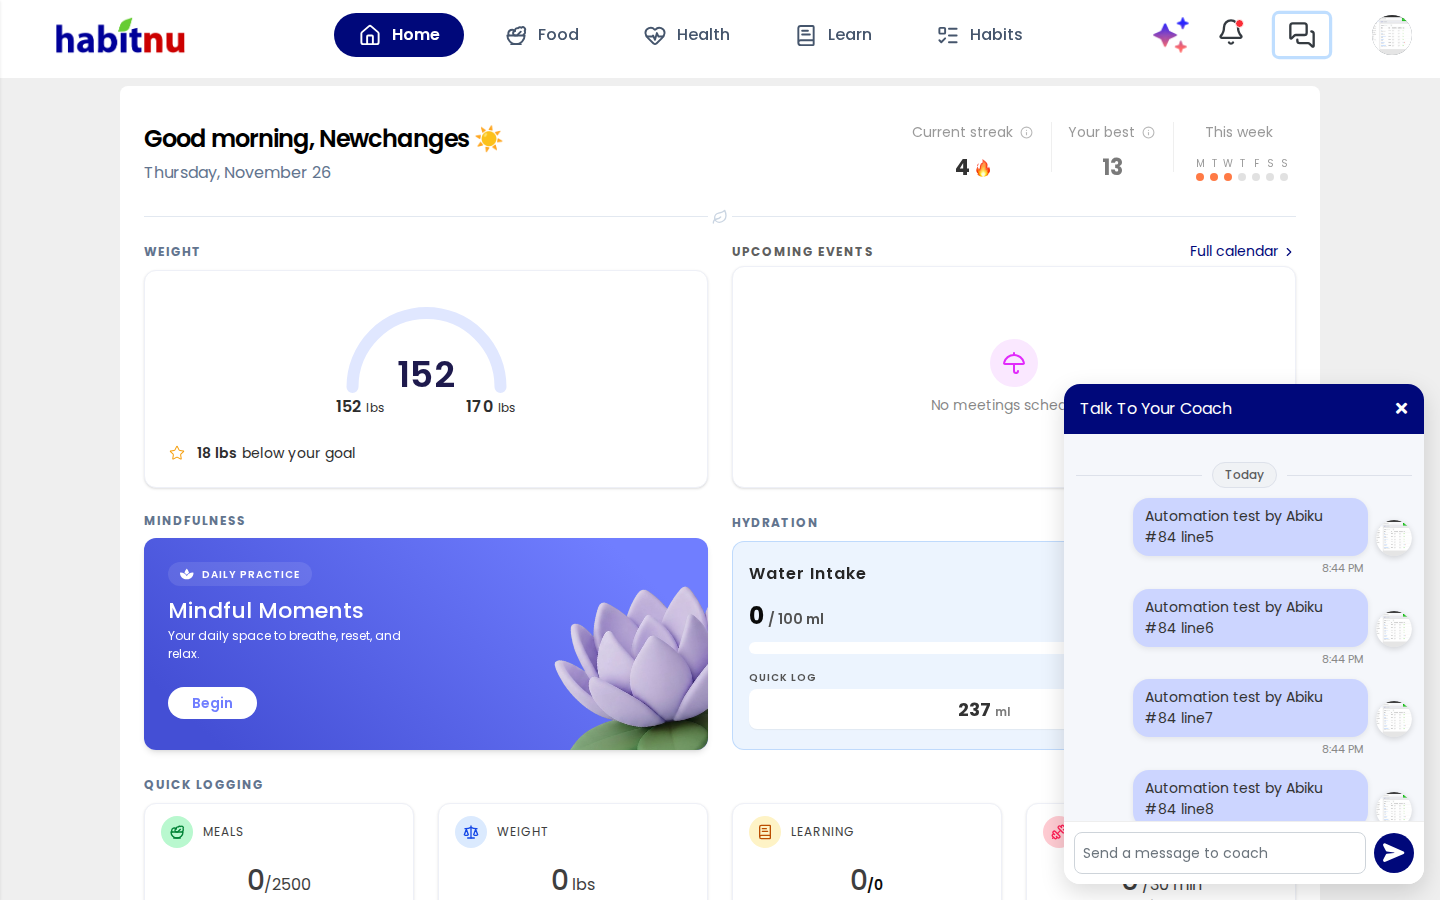 habitnu
Home
Food
Health
Learn
Habits
Good morning, Newchanges
Thursday, November 26
Current streak
4
Your best
13
This week
M T W T F S S
WEIGHT
152
152 lbs
170 lbs
18 lbs below your goal
UPCOMING EVENTS
Full calendar
No meetings sched
MINDFULNESS
DAILY PRACTICE
Mindful Moments
Your daily space to breathe, reset, and
relax.
Begin
HYDRATION
Water Intake
0 / 100 ml
QUICK LOG
237 ml
QUICK LOGGING
MEALS
0/2500
WEIGHT
0 lbs
LEARNING
0/0
Talk To Your Coach
Today
Automation test by Abiku
#84 line5
8:44 PM
Automation test by Abiku
#84 line6
8:44 PM
Automation test by Abiku
#84 line7
8:44 PM
Automation test by Abiku
#84 line8
Send a message to coach